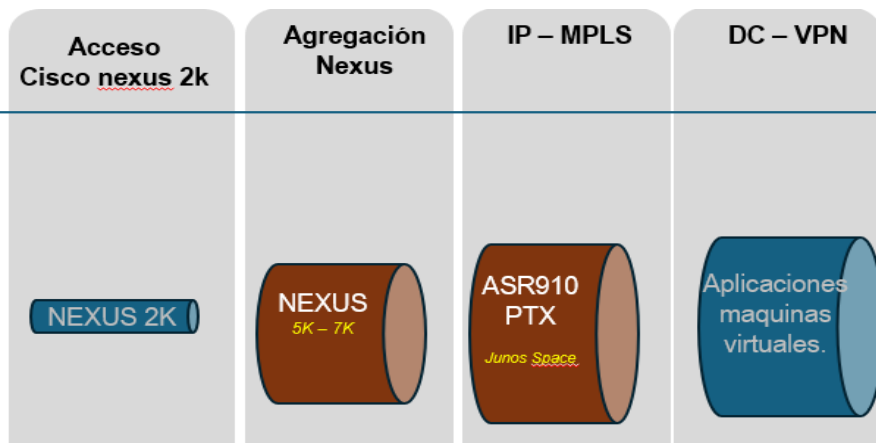 Acceso
Cisco nexus 2k
Agregación
Nexus
IP – MPLS
DC – VPN
NEXUS 2K
NEXUS
5K – 7K
ASR910
PTX
Junos Space
Aplicaciones
maquinas
virtuales.